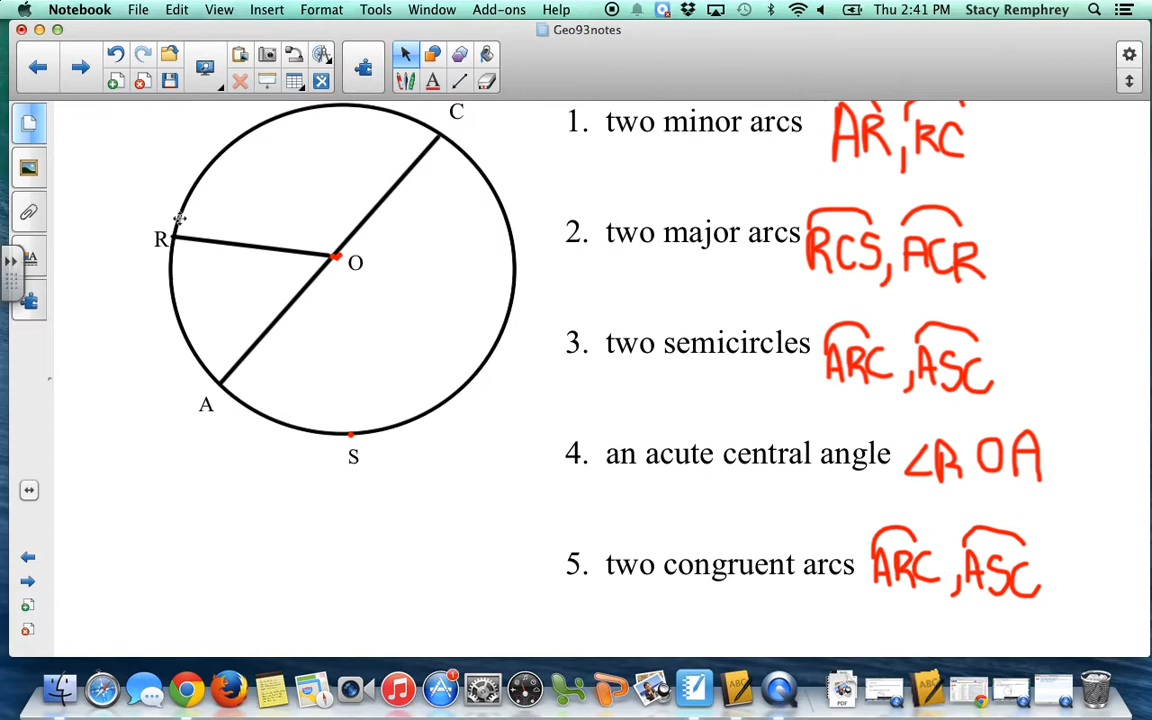 Notebook File Edit View Insert Format Tools Window Add-ons Help Thu 2:41 PM Stacy Remphrey
Geo93notes
C
R
O
A
S
1. two minor arcs AR, RC
2. two major arcs RCS, ACR
3. two semicircles ARC, ASC
4. an acute central angle ∠ROA
5. two congruent arcs ARC, ASC